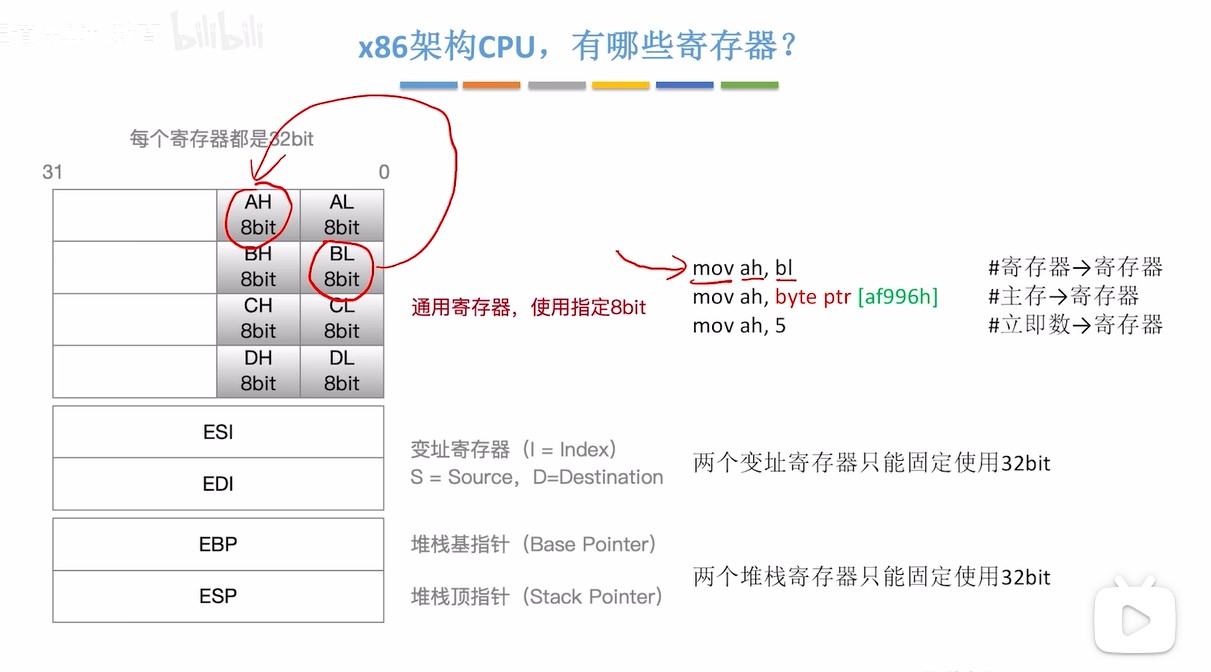 bilibili
x86架构CPU，有哪些寄存器？
每个寄存器都是32bit
31 0
AH AL
8bit 8bit
BH BL
8bit 8bit
CH CL
8bit 8bit
DH DL
8bit 8bit
通用寄存器，使用指定8bit
mov ah, bl #寄存器→寄存器
mov ah, byte ptr [af996h] #主存→寄存器
mov ah, 5 #立即数→寄存器
ESI
EDI
变址寄存器（I = Index）
S = Source，D=Destination
两个变址寄存器只能固定使用32bit
EBP
堆栈基指针（Base Pointer）
ESP
堆栈顶指针（Stack Pointer）
两个堆栈寄存器只能固定使用32bit